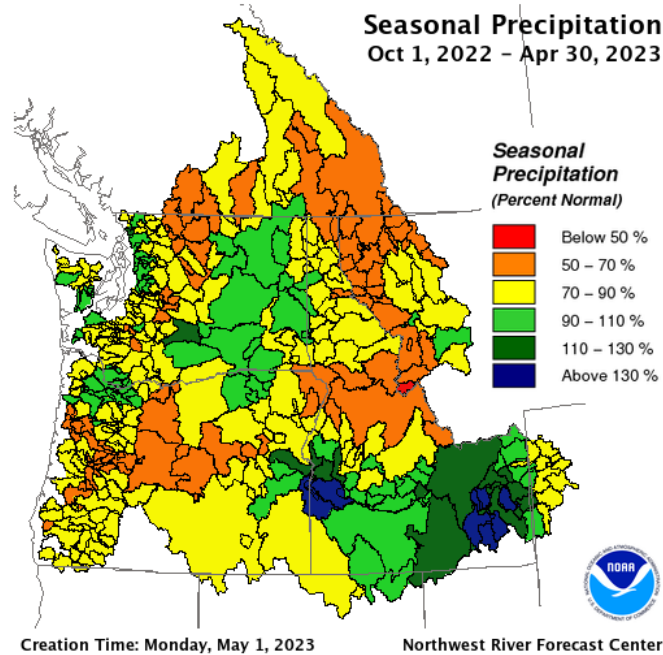 Seasonal Precipitation
Oct 1, 2022 – Apr 30, 2023
Seasonal
Precipitation
(Percent Normal)
Below 50 %
50 – 70 %
70 – 90 %
90 – 110 %
110 – 130 %
Above 130 %
NOAA
Creation Time: Monday, May 1, 2023
Northwest River Forecast Center